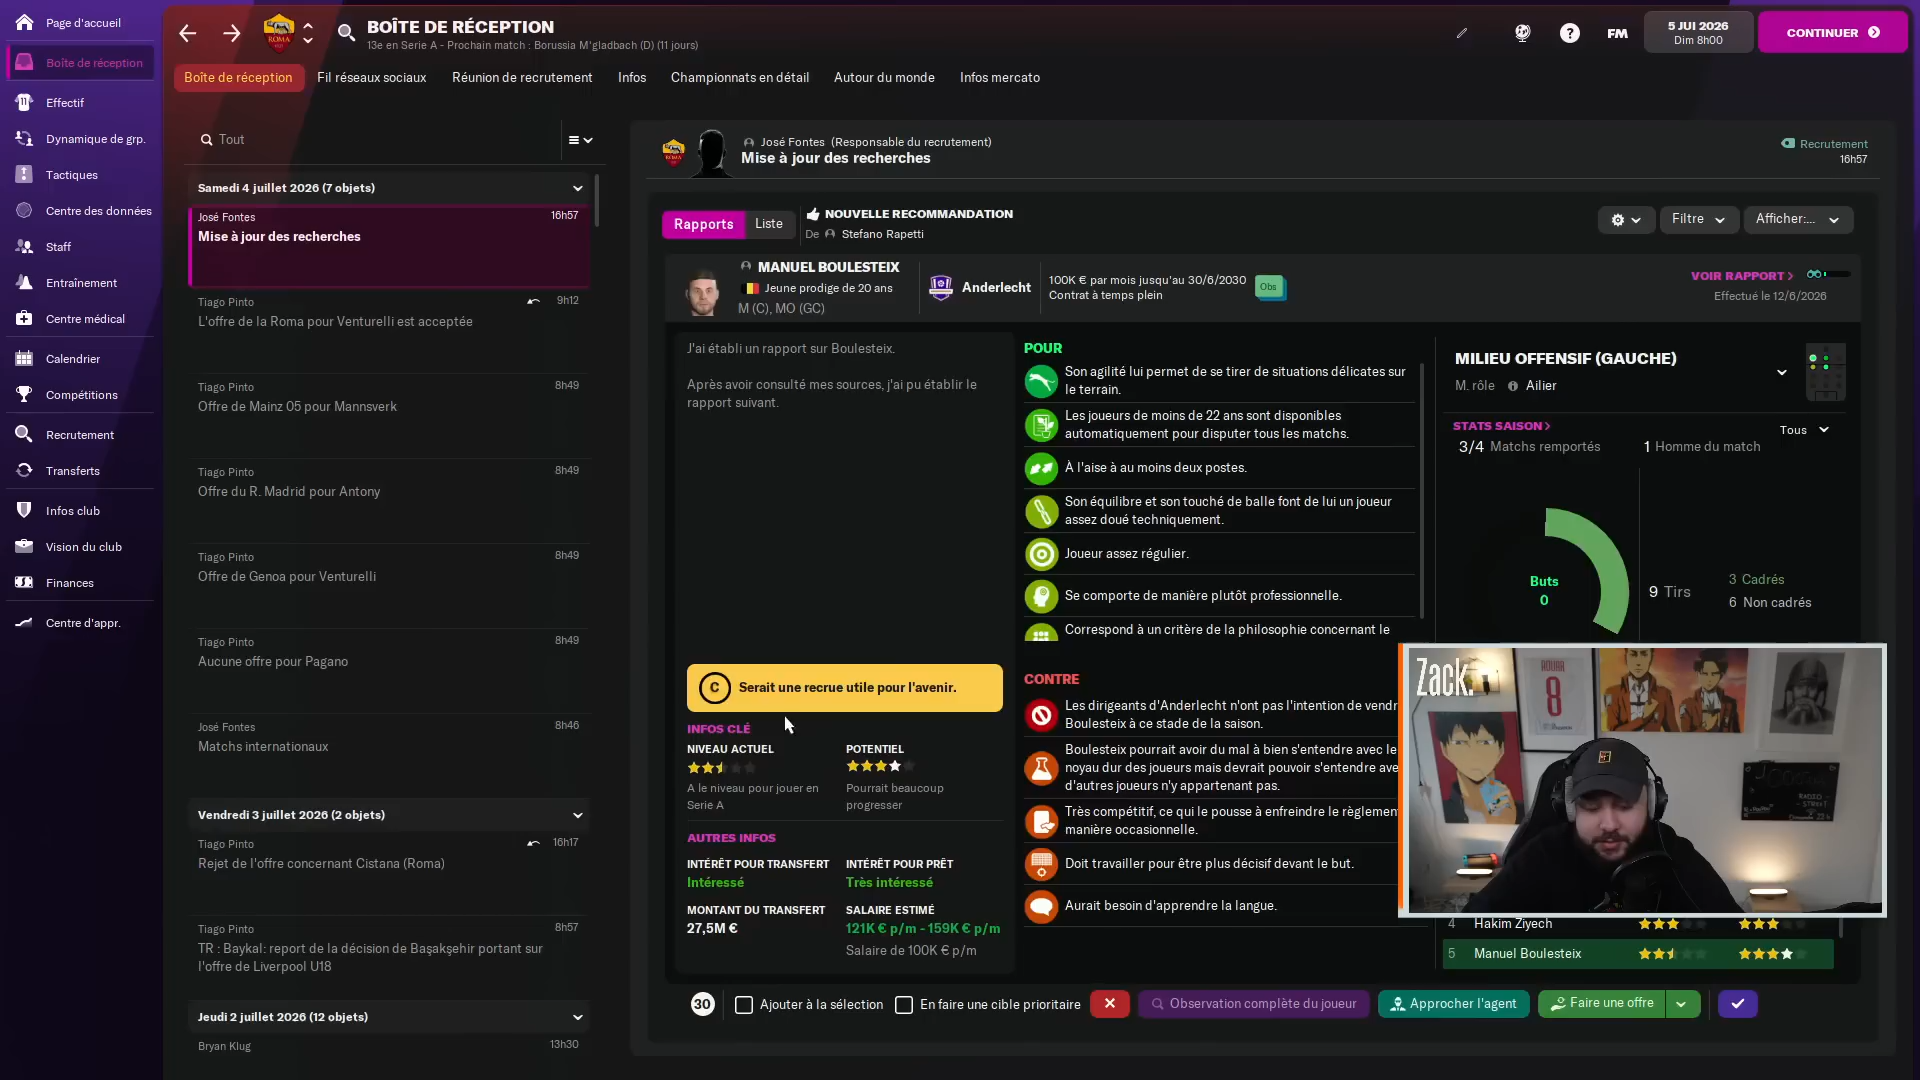 Page d'accueil
Boîte de réception
Effectif
Dynamique de grp.
Tactiques
Centre des données
Staff
Entraînement
Centre médical
Calendrier
Compétitions
Recrutement
Transferts
Infos club
Vision du club
Finances
Centre d'appr.
BOÎTE DE RÉCEPTION
13e en Serie A - Prochain match : Borussia M'gladbach (D) (11 jours)
FM
5 JUI 2026
Dim 8h00
CONTINUER
Boîte de réception
Fil réseaux sociaux
Réunion de recrutement
Infos
Championnats en détail
Autour du monde
Infos mercato
Tout
Samedi 4 juillet 2026 (7 objets)
José Fontes 16h57
Mise à jour des recherches
Tiago Pinto 9h12
L'offre de la Roma pour Venturelli est acceptée
Tiago Pinto 8h49
Offre de Mainz 05 pour Mannsverk
Tiago Pinto 8h49
Offre du R. Madrid pour Antony
Tiago Pinto 8h49
Offre de Genoa pour Venturelli
Tiago Pinto 8h49
Aucune offre pour Pagano
José Fontes 8h46
Matchs internationaux
Vendredi 3 juillet 2026 (2 objets)
Tiago Pinto 16h17
Rejet de l'offre concernant Cistana (Roma)
Tiago Pinto 8h57
TR : Baykal: report de la décision de Başakşehir portant sur
l'offre de Liverpool U18
Jeudi 2 juillet 2026 (12 objets)
Bryan Klug 13h30
José Fontes (Responsable du recrutement)
Mise à jour des recherches
Recrutement
16h57
Rapports
Liste
NOUVELLE RECOMMANDATION
De Stefano Rapetti
Filtre
Afficher:...
MANUEL BOULESTEIX
Jeune prodige de 20 ans
M (C), MO (GC)
Anderlecht
100K € par mois jusqu'au 30/6/2030
Contrat à temps plein
Obs
VOIR RAPPORT >
Effectué le 12/6/2026
J'ai établi un rapport sur Boulesteix.
Après avoir consulté mes sources, j'ai pu établir le
rapport suivant.
C Serait une recrue utile pour l'avenir.
INFOS CLÉ
NIVEAU ACTUEL
A le niveau pour jouer en
Serie A
POTENTIEL
Pourrait beaucoup
progresser
AUTRES INFOS
INTÉRÊT POUR TRANSFERT
Intéressé
INTÉRÊT POUR PRÊT
Très intéressé
MONTANT DU TRANSFERT
27,5M €
SALAIRE ESTIMÉ
121K € p/m - 159K € p/m
Salaire de 100K € p/m
POUR
Son agilité lui permet de se tirer de situations délicates sur
le terrain.
Les joueurs de moins de 22 ans sont disponibles
automatiquement pour disputer tous les matchs.
À l'aise à au moins deux postes.
Son équilibre et son touché de balle font de lui un joueur
assez doué techniquement.
Joueur assez régulier.
Se comporte de manière plutôt professionnelle.
Correspond à un critère de la philosophie concernant le
CONTRE
Les dirigeants d'Anderlecht n'ont pas l'intention de vendr
Boulesteix à ce stade de la saison.
Boulesteix pourrait avoir du mal à bien s'entendre avec le
noyau dur des joueurs mais devrait pouvoir s'entendre ave
d'autres joueurs n'y appartenant pas.
Très compétitif, ce qui le pousse à enfreindre le règlemen
manière occasionnelle.
Doit travailler pour être plus décisif devant le but.
Aurait besoin d'apprendre la langue.
MILIEU OFFENSIF (GAUCHE)
M. rôle Ailier
STATS SAISON >
Tous
3/4 Matchs remportés
1 Homme du match
Buts
0
9 Tirs
3 Cadrés
6 Non cadrés
Zack.
8
4 Hakim Ziyech
5 Manuel Boulesteix
30
Ajouter à la sélection
En faire une cible prioritaire
Observation complète du joueur
Approcher l'agent
Faire une offre